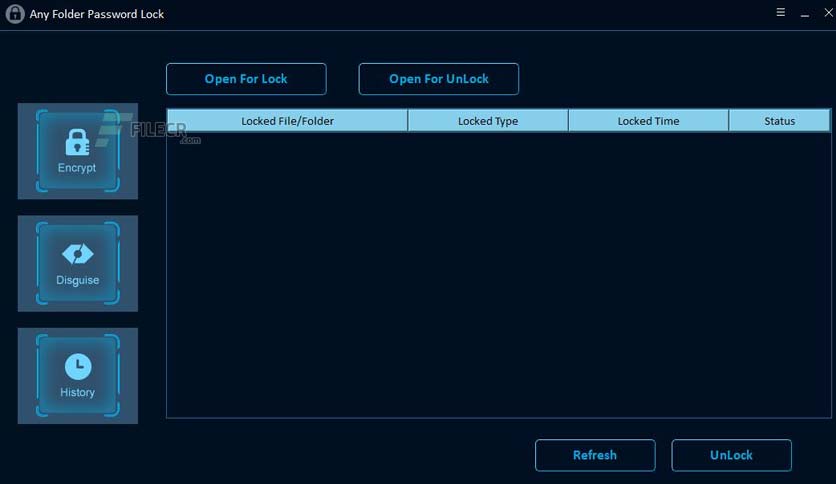 Any Folder Password Lock
Open For Lock
Open For UnLock
Locked File/Folder
Locked Type
Locked Time
Status
FILECR
.com
Encrypt
Disguise
History
Refresh
UnLock